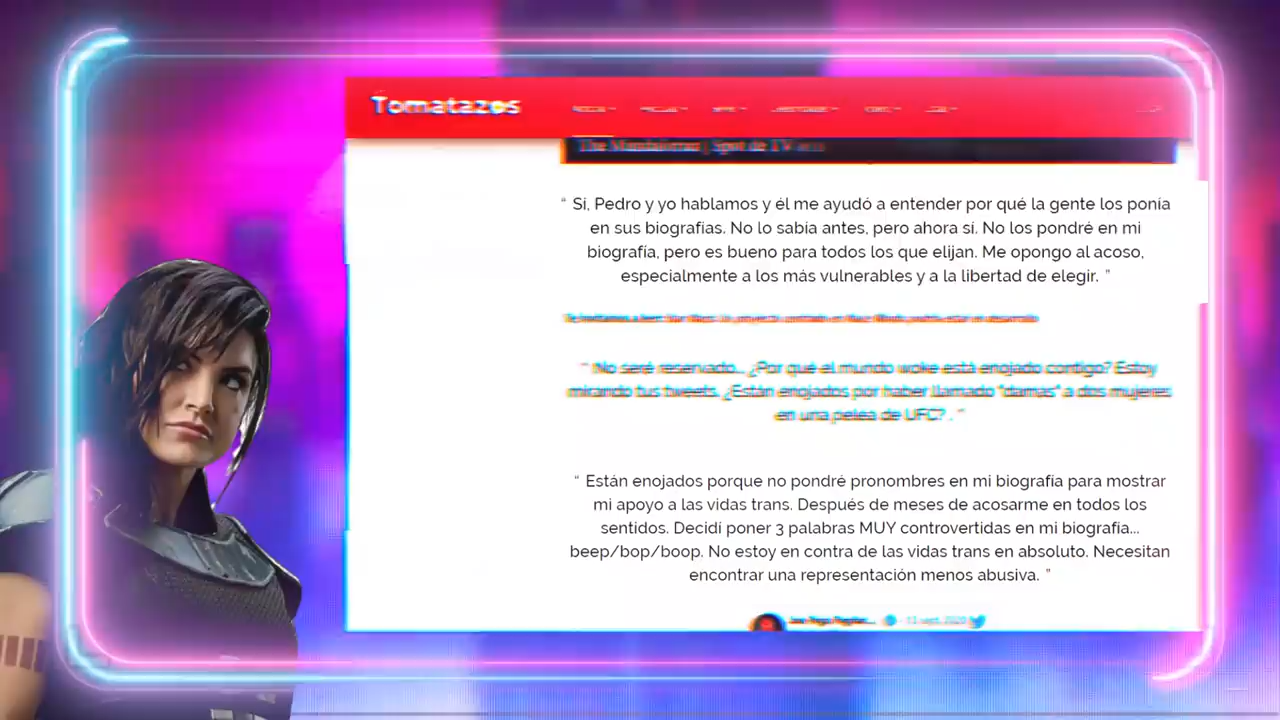 Tomatazos
The Mandalorian | Spot de TV
“ Sí, Pedro y yo hablamos y él me ayudó a entender por qué la gente los ponía
en sus biografías. No lo sabía antes, pero ahora sí. No los pondré en mi
biografía, pero es bueno para todos los que elijan. Me opongo al acoso,
especialmente a los más vulnerables y a la libertad de elegir. ”
“ No seré reservado... ¿Por qué el mundo woke está enojado contigo? Estoy
mirando tus tweets. ¿Están enojados por haber llamado "damas" a dos mujeres
en una pelea de UFC? . ”
“ Están enojados porque no pondré pronombres en mi biografía para mostrar
mi apoyo a las vidas trans. Después de meses de acosarme en todos los
sentidos. Decidí poner 3 palabras MUY controvertidas en mi biografía...
beep/bop/boop. No estoy en contra de las vidas trans en absoluto. Necesitan
encontrar una representación menos abusiva. ”